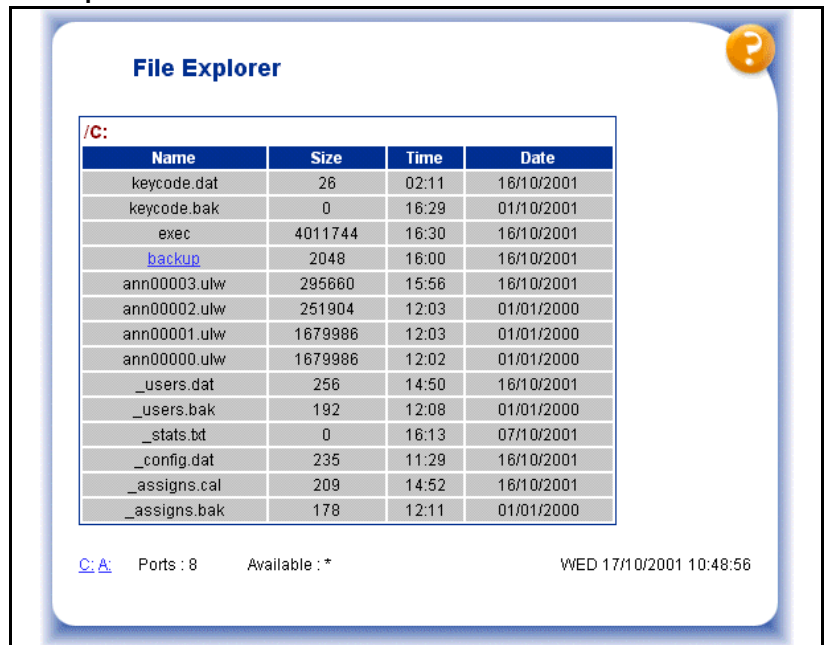 File Explorer
?
/C:
Name Size Time Date
keycode.dat 26 02:11 16/10/2001
keycode.bak 0 16:29 01/10/2001
exec 4011744 16:30 16/10/2001
backup 2048 16:00 16/10/2001
ann00003.ulw 295660 15:56 16/10/2001
ann00002.ulw 251904 12:03 01/01/2000
ann00001.ulw 1679986 12:03 01/01/2000
ann00000.ulw 1679986 12:02 01/01/2000
_users.dat 256 14:50 16/10/2001
_users.bak 192 12:08 01/01/2000
_stats.txt 0 16:13 07/10/2001
_config.dat 235 11:29 16/10/2001
_assigns.cal 209 14:52 16/10/2001
_assigns.bak 178 12:11 01/01/2000
C: A: Ports : 8 Available : * WED 17/10/2001 10:48:56